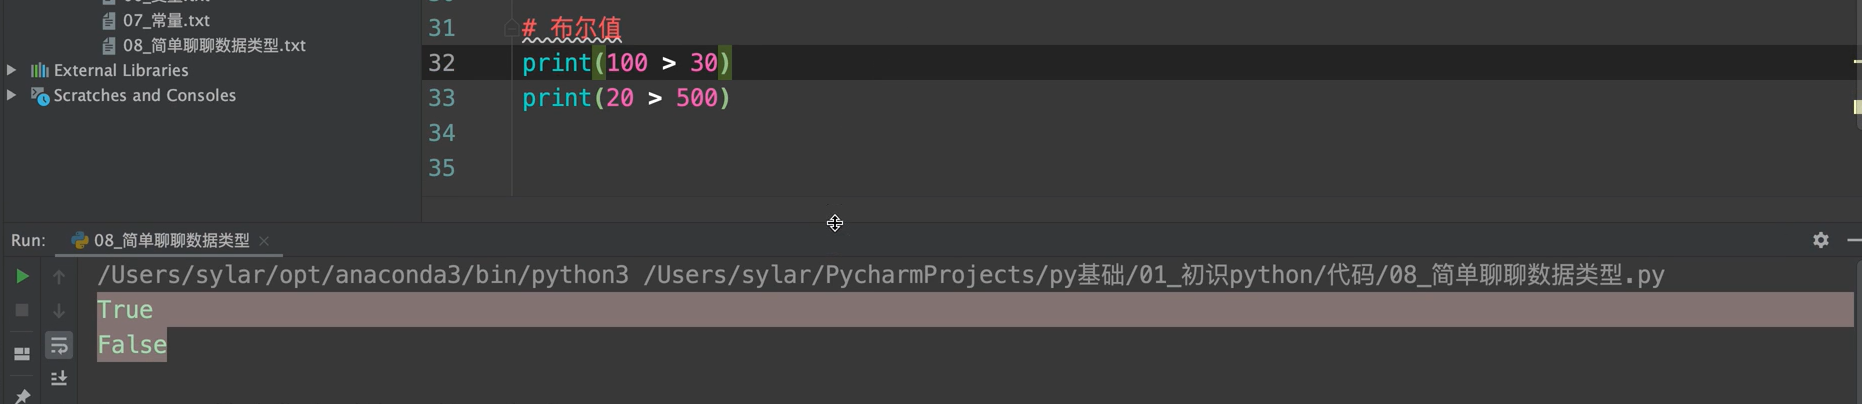 07_常量.txt
08_简单聊聊数据类型.txt
External Libraries
Scratches and Consoles
31 # 布尔值
32 print(100 > 30)
33 print(20 > 500)
34
35
Run: 08_简单聊聊数据类型
/Users/sylar/opt/anaconda3/bin/python3 /Users/sylar/PycharmProjects/py基础/01_初识python/代码/08_简单聊聊数据类型.py
True
False